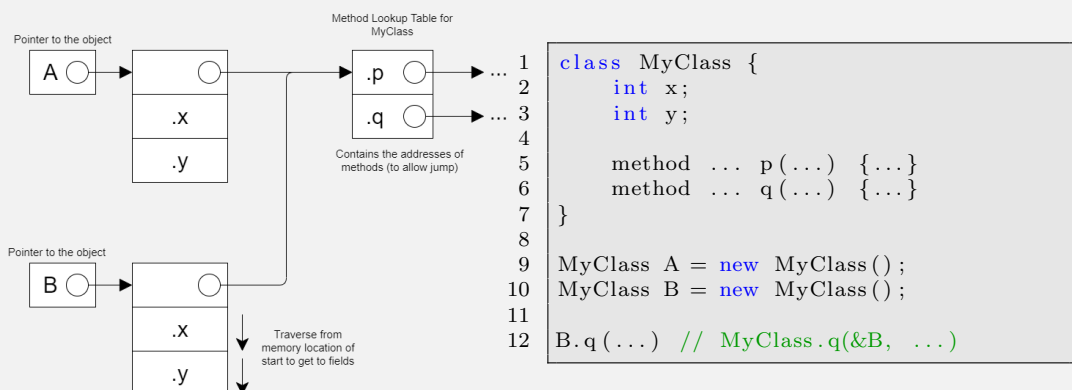 Method Lookup Table for
MyClass
Pointer to the object
A
.x
.y
.p
...
.q
...
Contains the addresses of
methods (to allow jump)
Pointer to the object
B
.x
.y
Traverse from
memory location of
start to get to fields
1 class MyClass {
2 int x;
3 int y;
4
5 method ... p(...) {...}
6 method ... q(...) {...}
7 }
8
9 MyClass A = new MyClass();
10 MyClass B = new MyClass();
11
12 B.q(...) // MyClass.q(&B, ...)